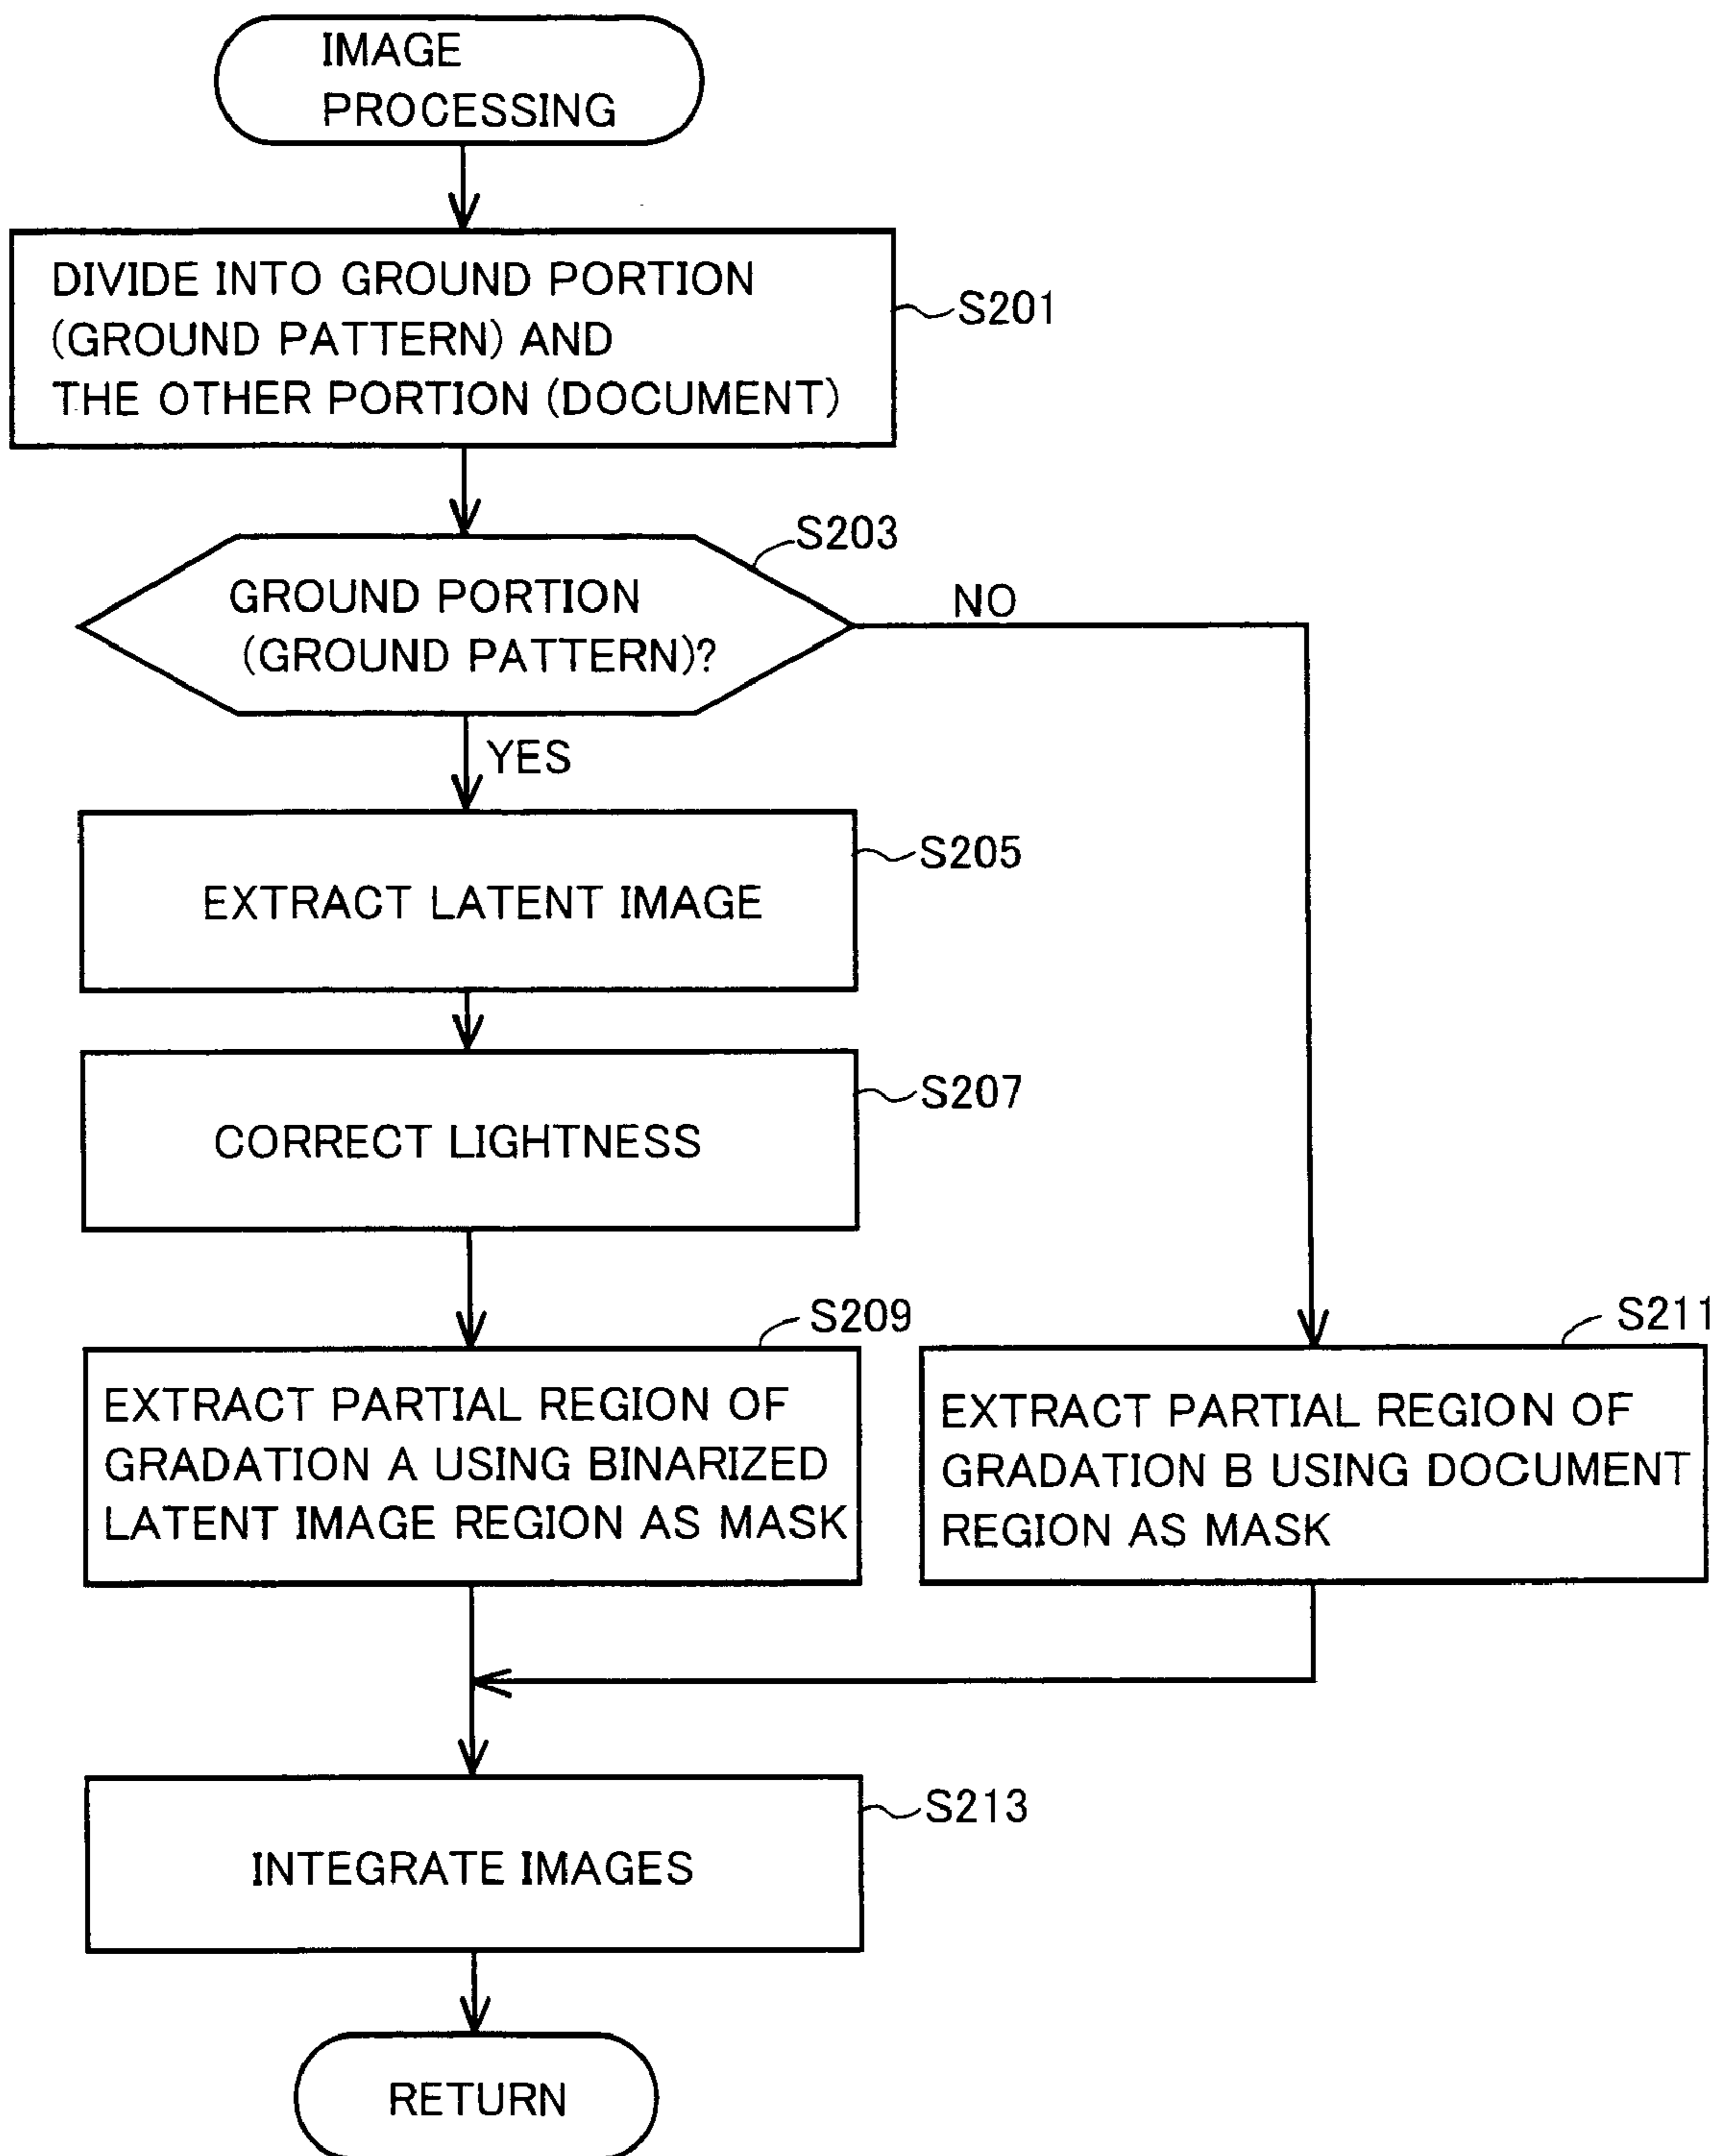 IMAGE
PROCESSING
DIVIDE INTO GROUND PORTION
(GROUND PATTERN) AND
THE OTHER PORTION (DOCUMENT)
S201
S203
GROUND PORTION
(GROUND PATTERN)?
NO
YES
S205
EXTRACT LATENT IMAGE
S207
CORRECT LIGHTNESS
S209
EXTRACT PARTIAL REGION OF
GRADATION A USING BINARIZED
LATENT IMAGE REGION AS MASK
S211
EXTRACT PARTIAL REGION OF
GRADATION B USING DOCUMENT
REGION AS MASK
S213
INTEGRATE IMAGES
RETURN